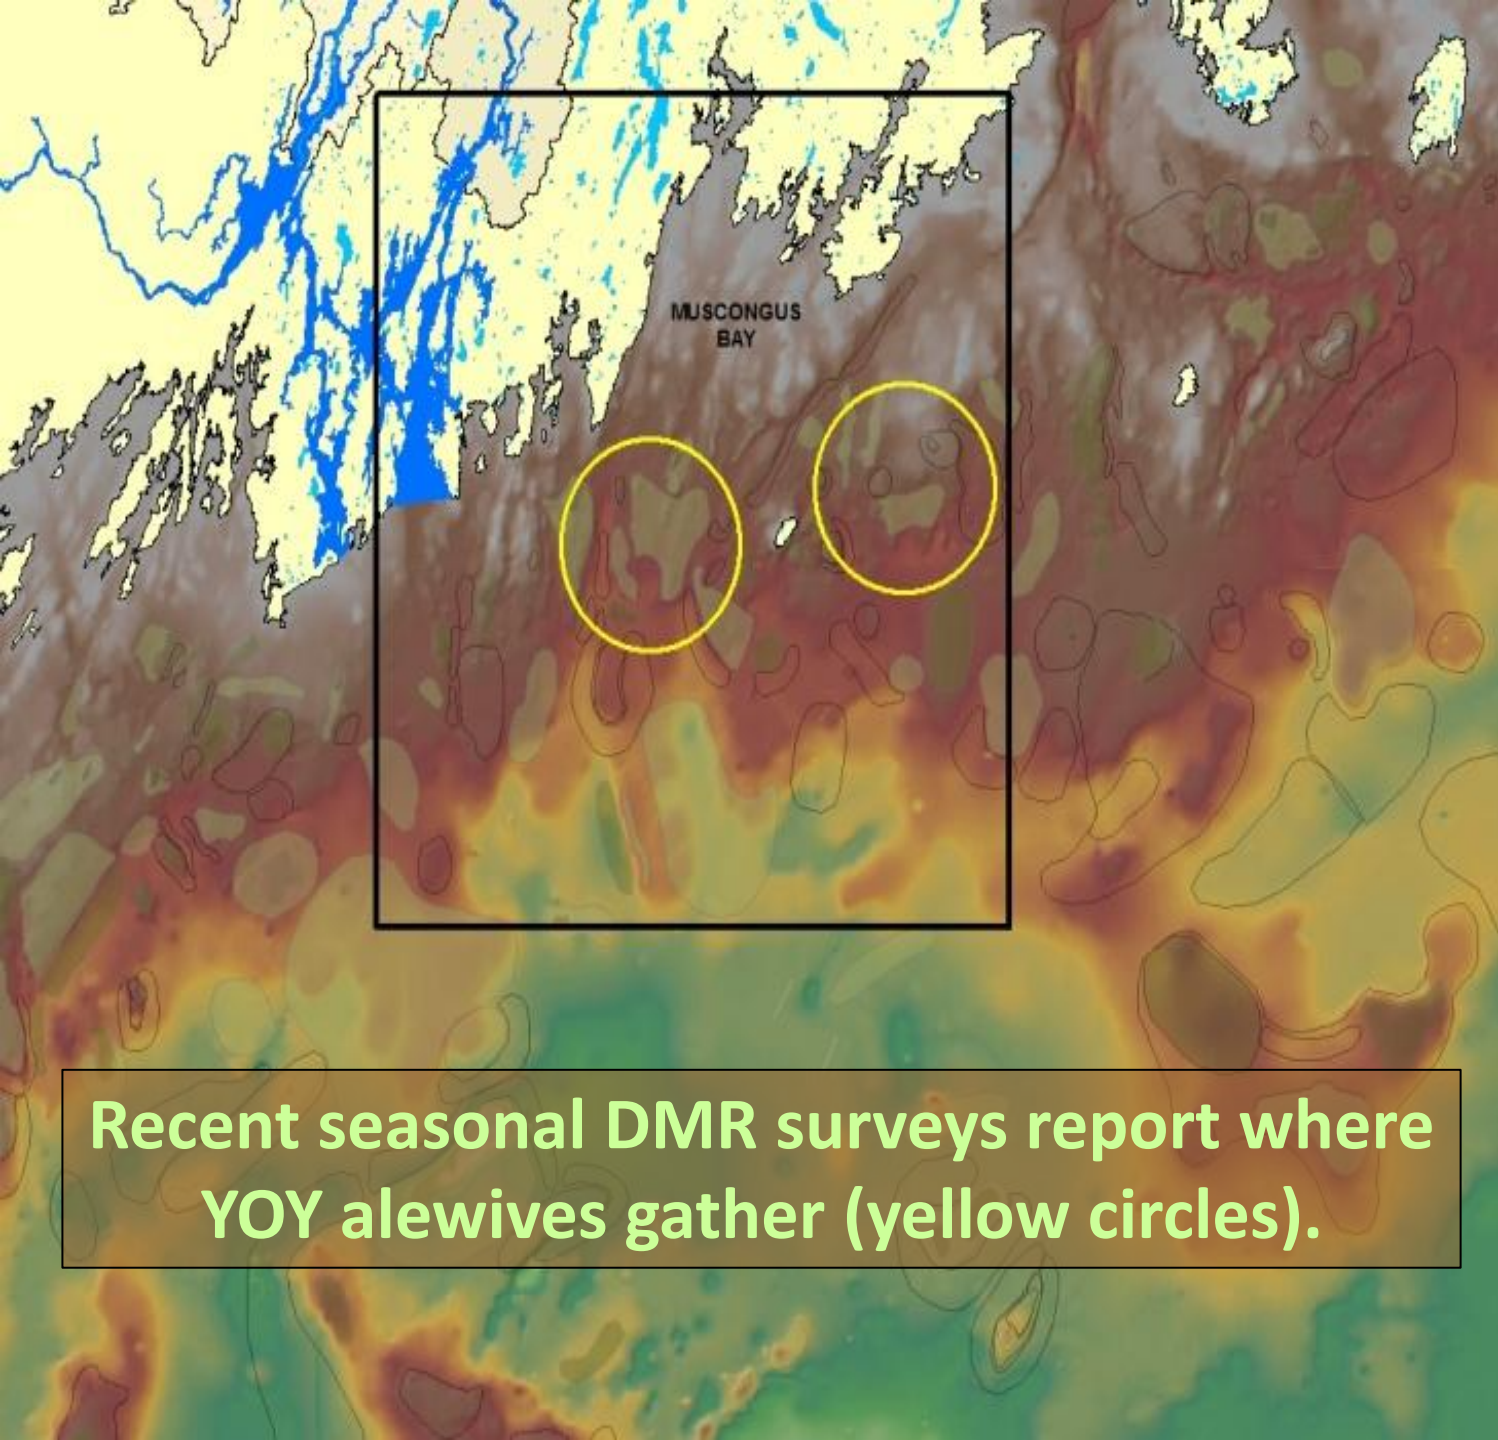 MUSCONGUS
BAY
Recent seasonal DMR surveys report where
YOY alewives gather (yellow circles).